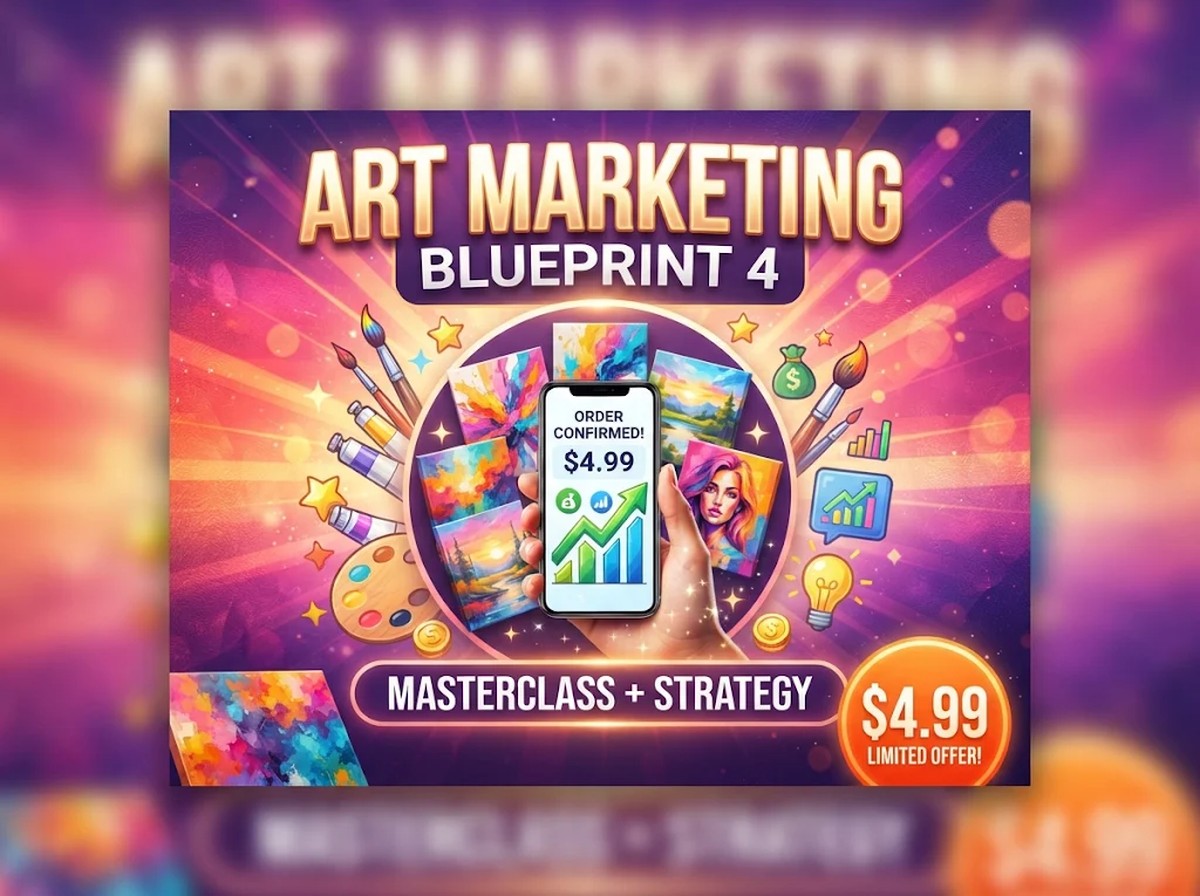 ART MARKETING
BLUEPRINT 4
ORDER
CONFIRMED!
$4.99
MASTERCLASS + STRATEGY
$4.99
LIMITED OFFER!